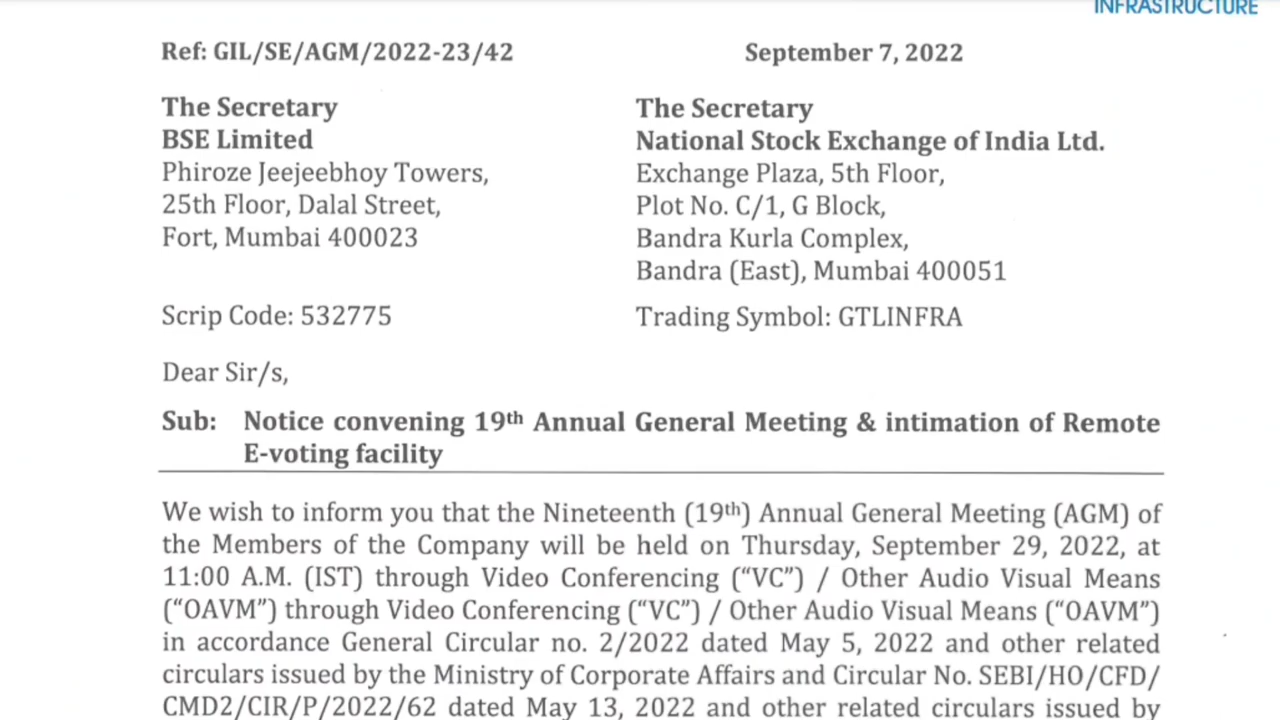 INFRASTRUCTURE
Ref: GIL/SE/AGM/2022-23/42
September 7, 2022
The Secretary
BSE Limited
Phiroze Jeejeebhoy Towers,
25th Floor, Dalal Street,
Fort, Mumbai 400023
The Secretary
National Stock Exchange of India Ltd.
Exchange Plaza, 5th Floor,
Plot No. C/1, G Block,
Bandra Kurla Complex,
Bandra (East), Mumbai 400051
Scrip Code: 532775
Trading Symbol: GTLINFRA
Dear Sir/s,
Sub: Notice convening 19th Annual General Meeting & intimation of Remote
E-voting facility
We wish to inform you that the Nineteenth (19th) Annual General Meeting (AGM) of
the Members of the Company will be held on Thursday, September 29, 2022, at
11:00 A.M. (IST) through Video Conferencing (“VC”) / Other Audio Visual Means
(“OAVM”) through Video Conferencing (“VC”) / Other Audio Visual Means (“OAVM”)
in accordance General Circular no. 2/2022 dated May 5, 2022 and other related
circulars issued by the Ministry of Corporate Affairs and Circular No. SEBI/HO/CFD/
CMD2/CIR/P/2022/62 dated May 13, 2022 and other related circulars issued by